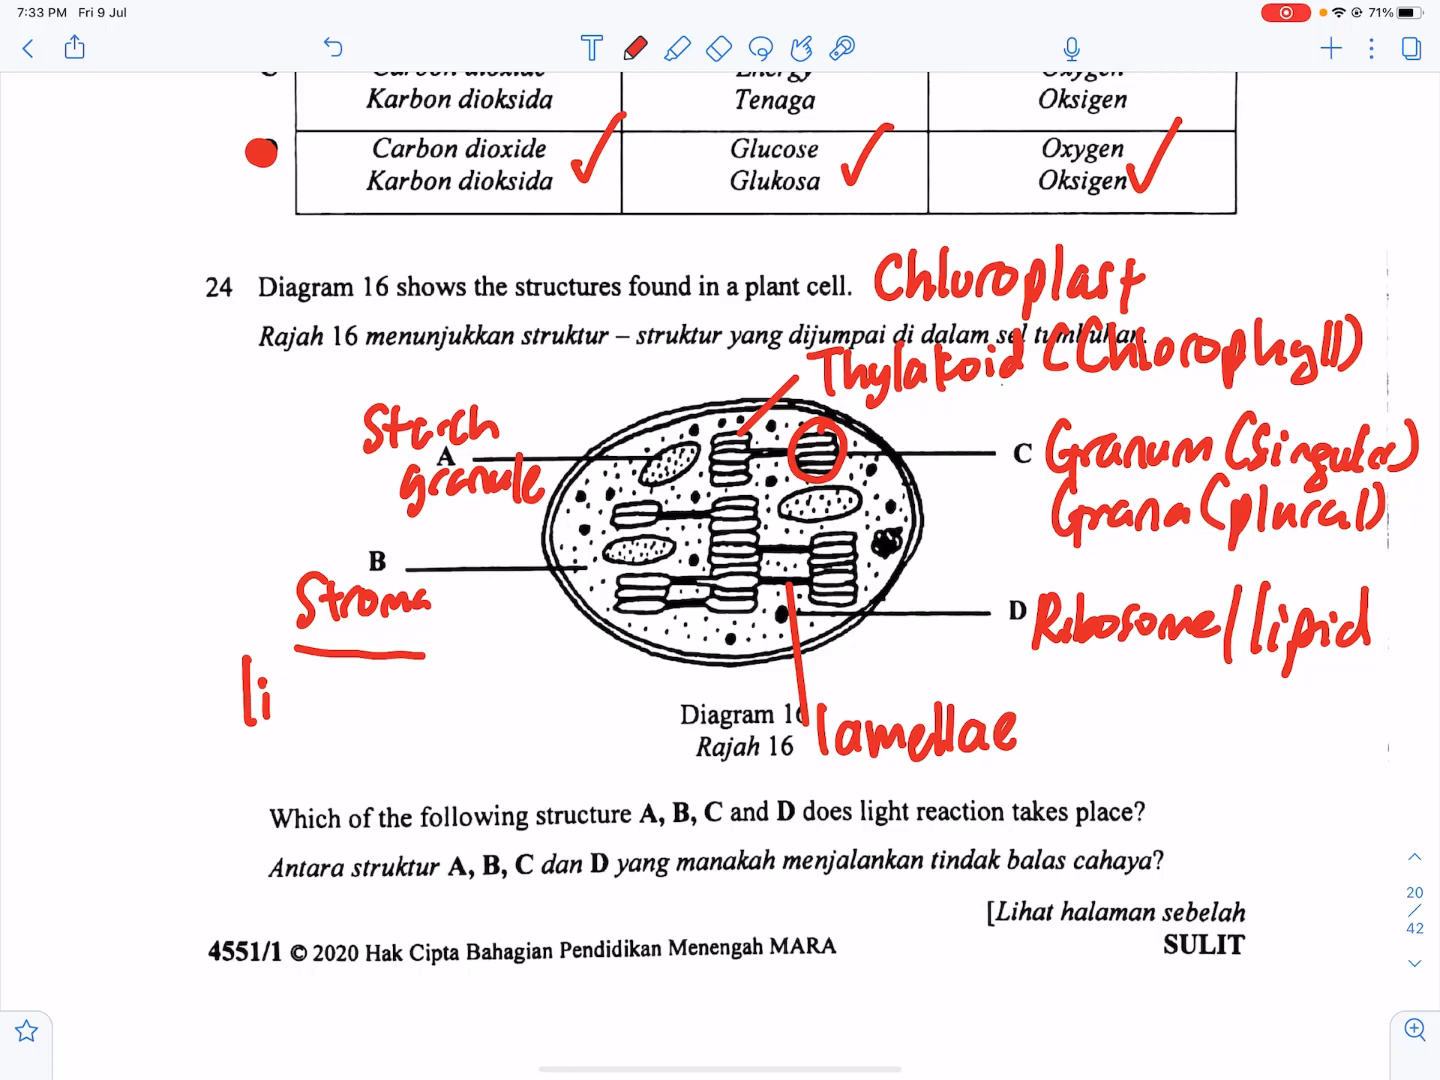 7:33 PM Fri 9 Jul 71%
Karbon dioksida Tenaga Oksigen
Carbon dioxide Glucose Oxygen
Karbon dioksida Glukosa Oksigen
24 Diagram 16 shows the structures found in a plant cell. Chloroplast
Rajah 16 menunjukkan struktur – struktur yang dijumpai di dalam sel tumbuhan.
Thylakoid (Chlorophyll)
Starch
A
granule
C Granum (singular)
Grana (plural)
B
Stroma
D Ribosome/lipid
li
Diagram 16
Rajah 16
lamellae
Which of the following structure A, B, C and D does light reaction takes place?
Antara struktur A, B, C dan D yang manakah menjalankan tindak balas cahaya?
[Lihat halaman sebelah
4551/1 © 2020 Hak Cipta Bahagian Pendidikan Menengah MARA
SULIT
20
/
42